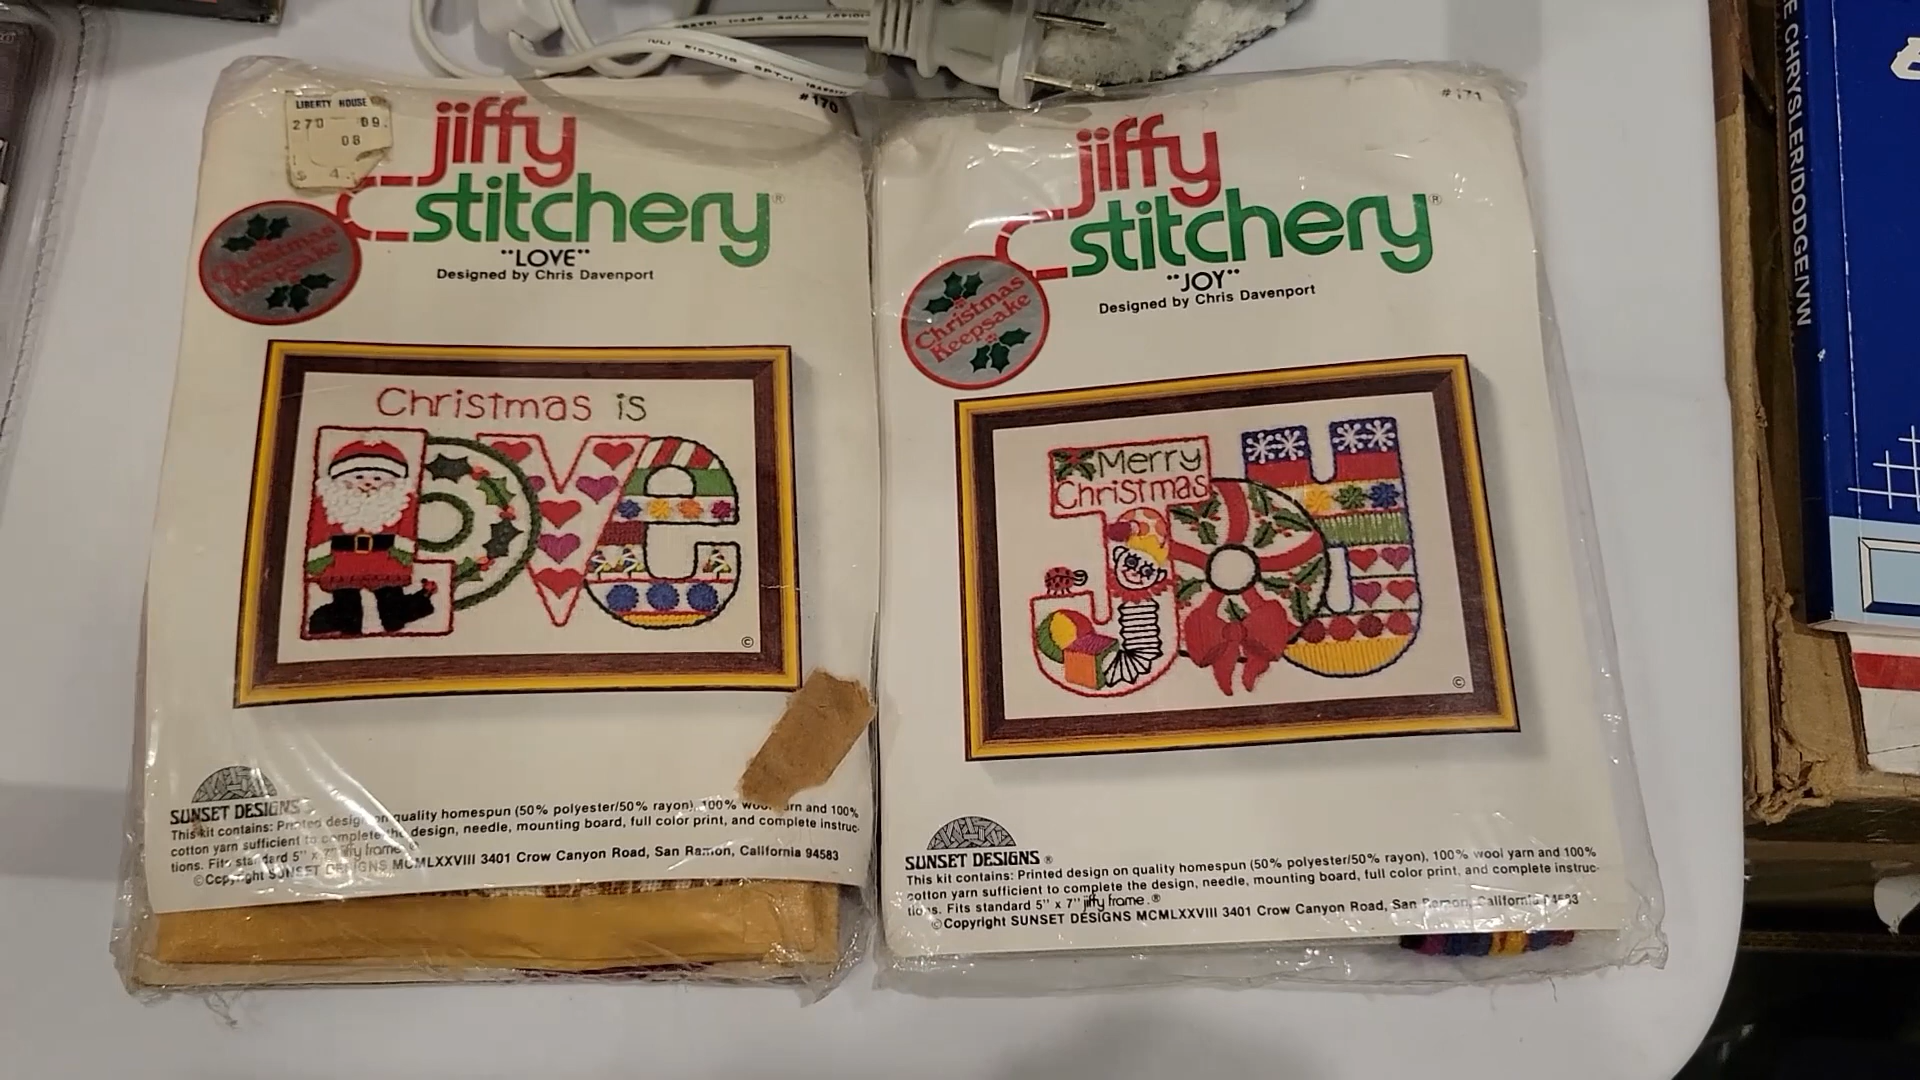 LIBERTY HOUSE
270 09.
08
$ 4.
#170
jiffy
stitchery®
"LOVE"
Designed by Chris Davenport
Christmas
Keepsake
Christmas is
LOVe
©
SUNSET DESIGNS
This kit contains: Printed design on quality homespun (50% polyester/50% rayon), 100% yarn and 100%
cotton yarn sufficient to complete the design, needle, mounting board, full color print, and complete instruc-
tions. Fits standard 5" x 7" jiffy frame.®
©Copyright SUNSET DESIGNS MCMLXXVIII 3401 Crow Canyon Road, San Ramon, California 94583
#171
jiffy
stitchery®
"JOY"
Designed by Chris Davenport
Christmas
Keepsake
Merry
Christmas
JOY
©
SUNSET DESIGNS®
This kit contains: Printed design on quality homespun (50% polyester/50% rayon), 100% wool yarn and 100%
cotton yarn sufficient to complete the design, needle, mounting board, full color print, and complete instruc-
tions. Fits standard 5" x 7" jiffy frame.®
©Copyright SUNSET DESIGNS MCMLXXVIII 3401 Crow Canyon Road, San Ramon, California 94583
CHRYSLER/DODGE/VW